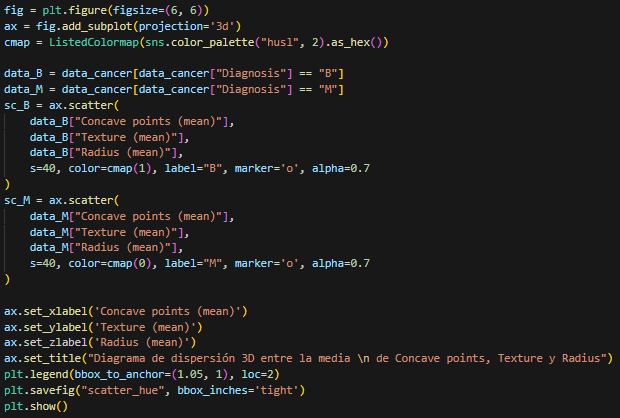 fig = plt.figure(figsize=(6, 6))
ax = fig.add_subplot(projection='3d')
cmap = ListedColormap(sns.color_palette("husl", 2).as_hex())

data_B = data_cancer[data_cancer["Diagnosis"] == "B"]
data_M = data_cancer[data_cancer["Diagnosis"] == "M"]
sc_B = ax.scatter(
    data_B["Concave points (mean)"],
    data_B["Texture (mean)"],
    data_B["Radius (mean)"],
    s=40, color=cmap(1), label="B", marker='o', alpha=0.7
)
sc_M = ax.scatter(
    data_M["Concave points (mean)"],
    data_M["Texture (mean)"],
    data_M["Radius (mean)"],
    s=40, color=cmap(0), label="M", marker='o', alpha=0.7
)

ax.set_xlabel('Concave points (mean)')
ax.set_ylabel('Texture (mean)')
ax.set_zlabel('Radius (mean)')
ax.set_title("Diagrama de dispersión 3D entre la media \n de Concave points, Texture y Radius")
plt.legend(bbox_to_anchor=(1.05, 1), loc=2)
plt.savefig("scatter_hue", bbox_inches='tight')
plt.show()